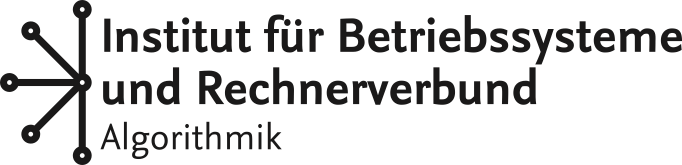 Institut für Betriebssysteme
und Rechnerverbund
Algorithmik